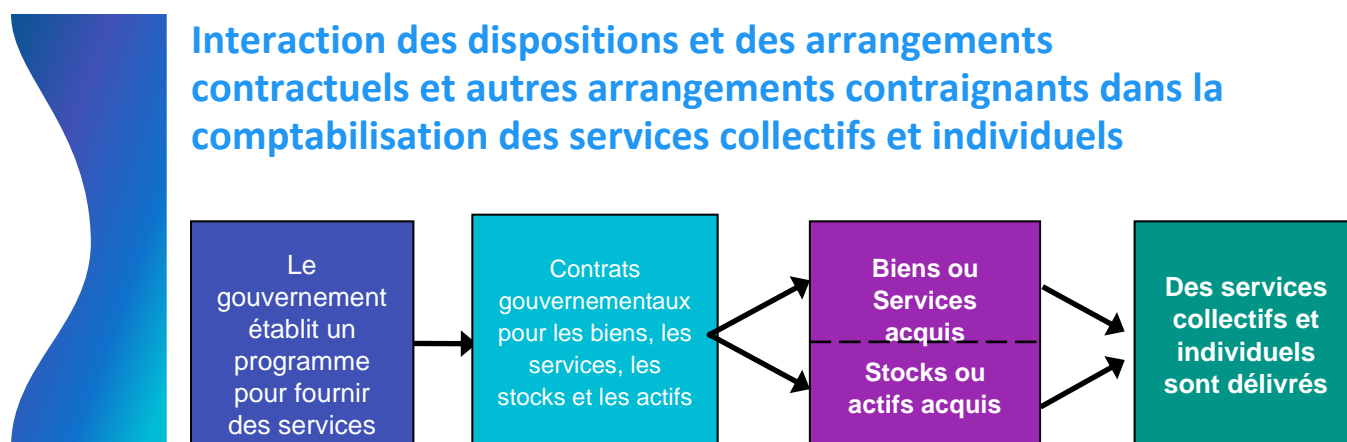 Interaction des dispositions et des arrangements
contractuels et autres arrangements contraignants dans la
comptabilisation des services collectifs et individuels
Le
gouvernement
établit un
programme
pour fournir
des services
Contrats
gouvernementaux
pour les biens, les
services, les
stocks et les actifs
Biens ou
Services
acquis
Stocks ou
actifs acquis
Des services
collectifs et
individuels
sont délivrés